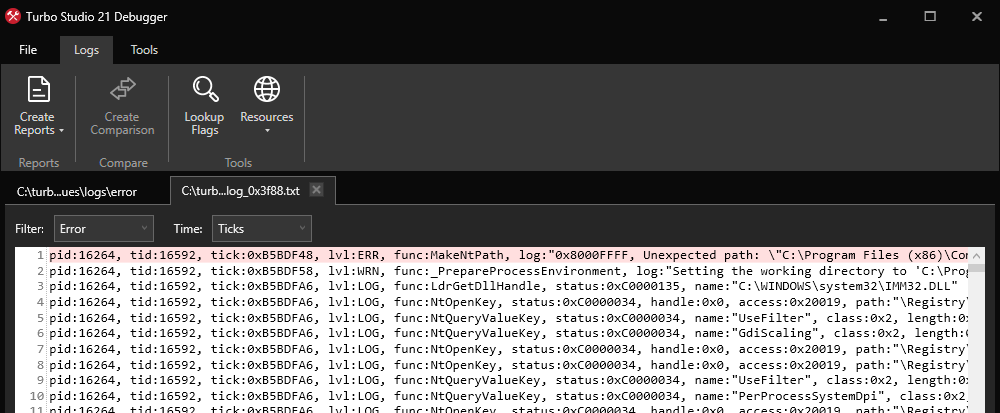 Turbo Studio 21 Debugger
File Logs Tools
Create Reports
Create Comparison
Lookup Flags
Resources
Reports Compare Tools
C:\turb...ues\logs\error C:\turb...log_0x3f88.txt
Filter: Error Time: Ticks
1 pid:16264, tid:16592, tick:0xB5BDF48, lvl:ERR, func:MakeNtPath, log:"0x8000FFFF, Unexpected path: \"C:\Program Files (x86)\Com
2 pid:16264, tid:16592, tick:0xB5BDF58, lvl:WRN, func:_PrepareProcessEnvironment, log:"Setting the working directory to 'C:\Prog
3 pid:16264, tid:16592, tick:0xB5BDFA6, lvl:LOG, func:LdrGetDllHandle, status:0xC0000135, name:"C:\WINDOWS\system32\IMM32.DLL"
4 pid:16264, tid:16592, tick:0xB5BDFA6, lvl:LOG, func:NtOpenKey, status:0xC0000034, handle:0x0, access:0x20019, path:"\Registry\
5 pid:16264, tid:16592, tick:0xB5BDFA6, lvl:LOG, func:NtQueryValueKey, status:0xC0000034, name:"UseFilter", class:0x2, length:0x
6 pid:16264, tid:16592, tick:0xB5BDFA6, lvl:LOG, func:NtQueryValueKey, status:0xC0000034, name:"GdiScaling", class:0x2, length:0
7 pid:16264, tid:16592, tick:0xB5BDFA6, lvl:LOG, func:NtOpenKey, status:0xC0000034, handle:0x0, access:0x20019, path:"\Registry\
8 pid:16264, tid:16592, tick:0xB5BDFA6, lvl:LOG, func:NtOpenKey, status:0xC0000034, handle:0x0, access:0x20019, path:"\Registry\
9 pid:16264, tid:16592, tick:0xB5BDFA6, lvl:LOG, func:NtQueryValueKey, status:0xC0000034, name:"UseFilter", class:0x2, length:0x
10 pid:16264, tid:16592, tick:0xB5BDFA6, lvl:LOG, func:NtQueryValueKey, status:0xC0000034, name:"PerProcessSystemDpi", class:0x2,
pid:16264, tid:16592, tick:0xB5BDFA6, lvl:LOG, func:NtOpenKey, status:0xC0000034, handle:0x0, access:0x20019, path:"\Registry\